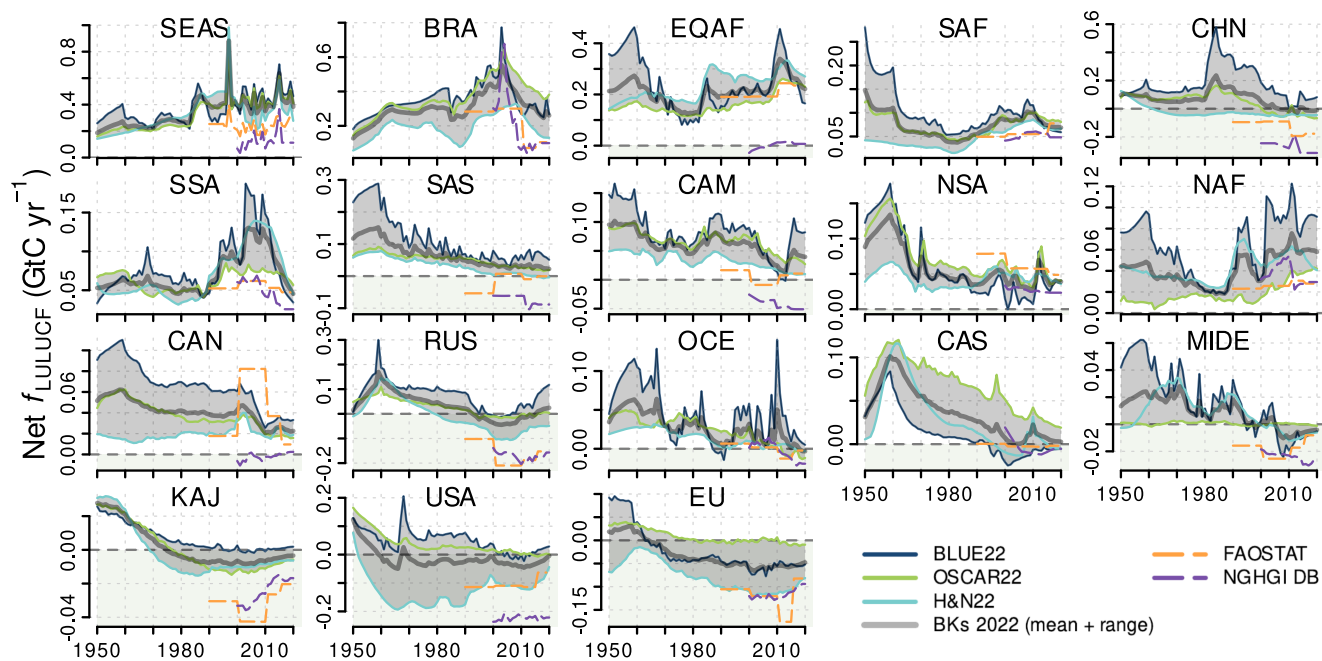 SEAS BRA EQAF SAF CHN
0.0 0.4 0.8
0.2 0.6
0.0 0.2 0.4
0.05 0.20
-0.2 0.2 0.6
SSA SAS CAM NSA NAF
0.05 0.15
-0.1 0.1 0.3
-0.05 0.10
0.00 0.10
0.00 0.06 0.12
CAN RUS OCE CAS MIDE
0.00 0.06
-0.2 0.1 0.3
0.00 0.10
0.0 0.10
-0.02 0.04
1950 1980 2010 1950 1980 2010
KAJ USA EU
-0.04 0.00
-0.2 0.0 0.2
-0.15 0.00
1950 1980 2010 1950 1980 2010 1950 1980 2010
Net fLULUCF (GtC yr−1)
BLUE22
OSCAR22
H&N22
BKs 2022 (mean + range)
FAOSTAT
NGHGI DB